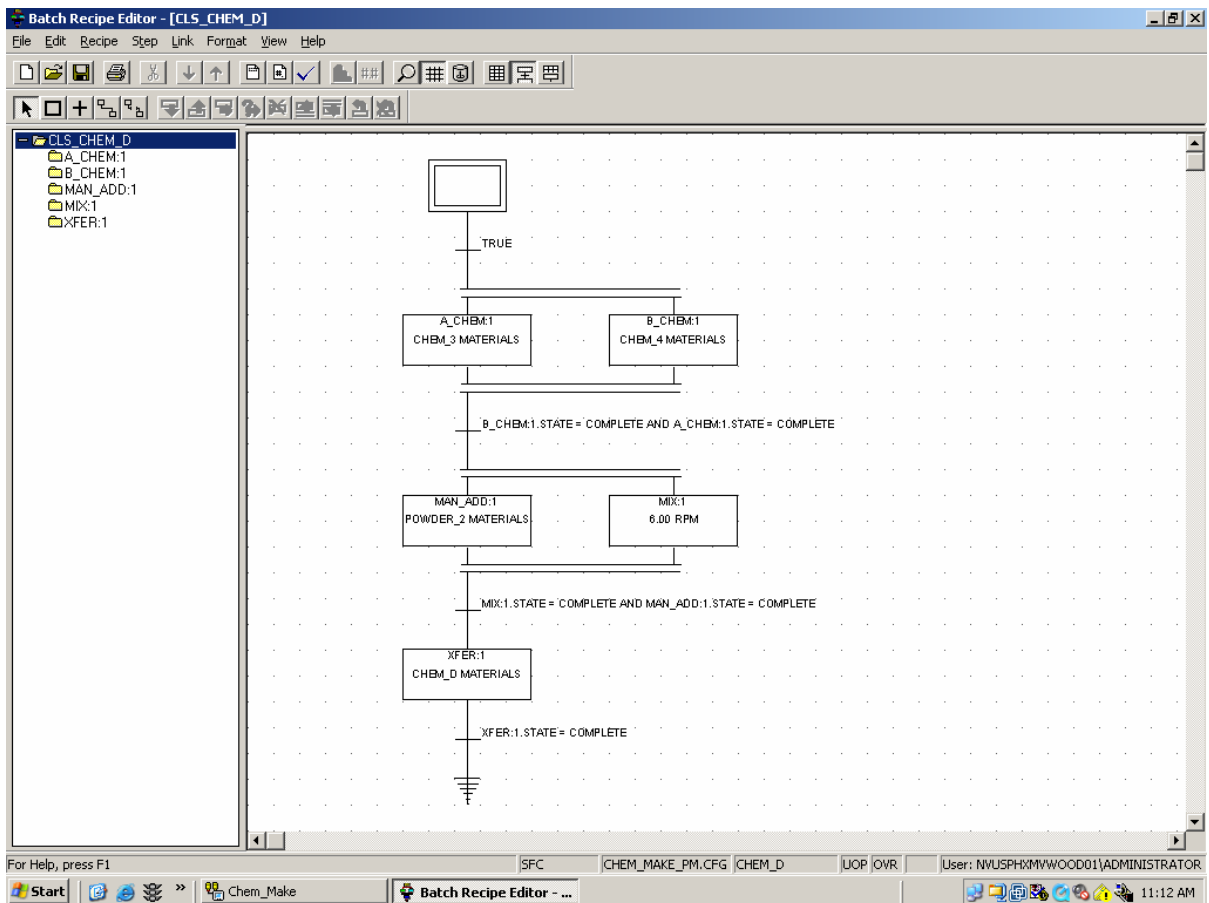 Batch Recipe Editor - [CLS_CHEM_D]
File Edit Recipe Step Link Format View Help
CLS_CHEM_D
A_CHEM:1
B_CHEM:1
MAN_ADD:1
MIX:1
XFER:1
TRUE
A_CHEM:1 B_CHEM:1
CHEM_3 MATERIALS CHEM_4 MATERIALS
B_CHEM:1.STATE = COMPLETE AND A_CHEM:1.STATE = COMPLETE
MAN_ADD:1 MIX:1
POWDER_2 MATERIALS 6.00 RPM
MIX:1.STATE = COMPLETE AND MAN_ADD:1.STATE = COMPLETE
XFER:1
CHEM_D MATERIALS
XFER:1.STATE = COMPLETE
For Help, press F1 SFC CHEM_MAKE_PM.CFG CHEM_D UOP OVR User: NVUSPHXMVWOOD01\ADMINISTRATOR
Start » Chem_Make Batch Recipe Editor - ... 11:12 AM